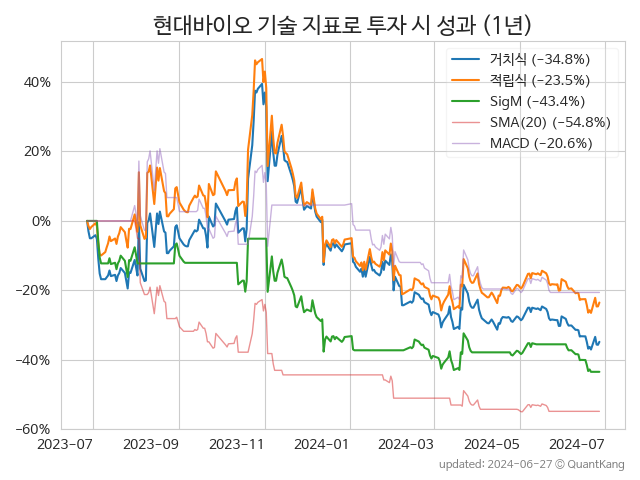 현대바이오 기술 지표로 투자 시 성과 (1년)
거치식 (−34.8%)
적립식 (−23.5%)
SigM (−43.4%)
SMA(20) (−54.8%)
MACD (−20.6%)
40%
20%
0%
−20%
−40%
−60%
2023-07 2023-09 2023-11 2024-01 2024-03 2024-05 2024-07
updated: 2024-06-27 © QuantKang